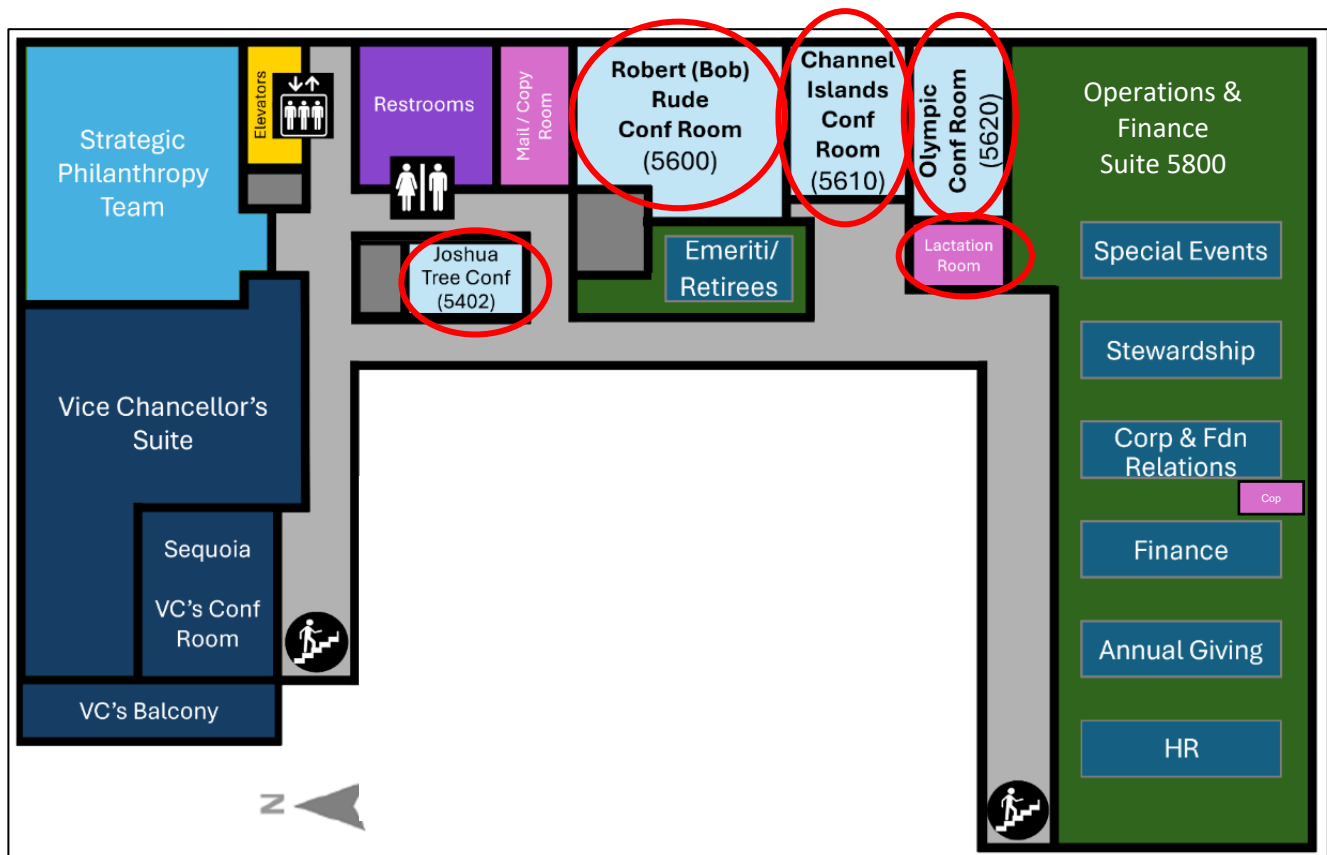 Strategic
Philanthropy
Team
Elevators
Restrooms
Mail / Copy
Room
Robert (Bob)
Rude
Conf Room
(5600)
Channel
Islands
Conf
Room
(5610)
Olympic
Conf Room
(5620)
Operations &
Finance
Suite 5800
Joshua
Tree Conf
(5402)
Emeriti/
Retirees
Lactation
Room
Special Events
Stewardship
Corp & Fdn
Relations
Cop
Finance
Annual Giving
HR
Vice Chancellor's
Suite
Sequoia
VC's Conf
Room
VC's Balcony
N